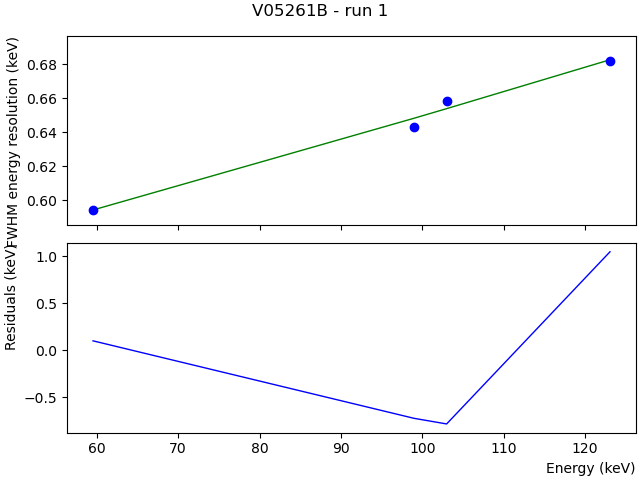 V05261B - run 1
FWHM energy resolution (keV)
0.68
0.66
0.64
0.62
0.60
Residuals (keV)
1.0
0.5
0.0
−0.5
60 70 80 90 100 110 120
Energy (keV)